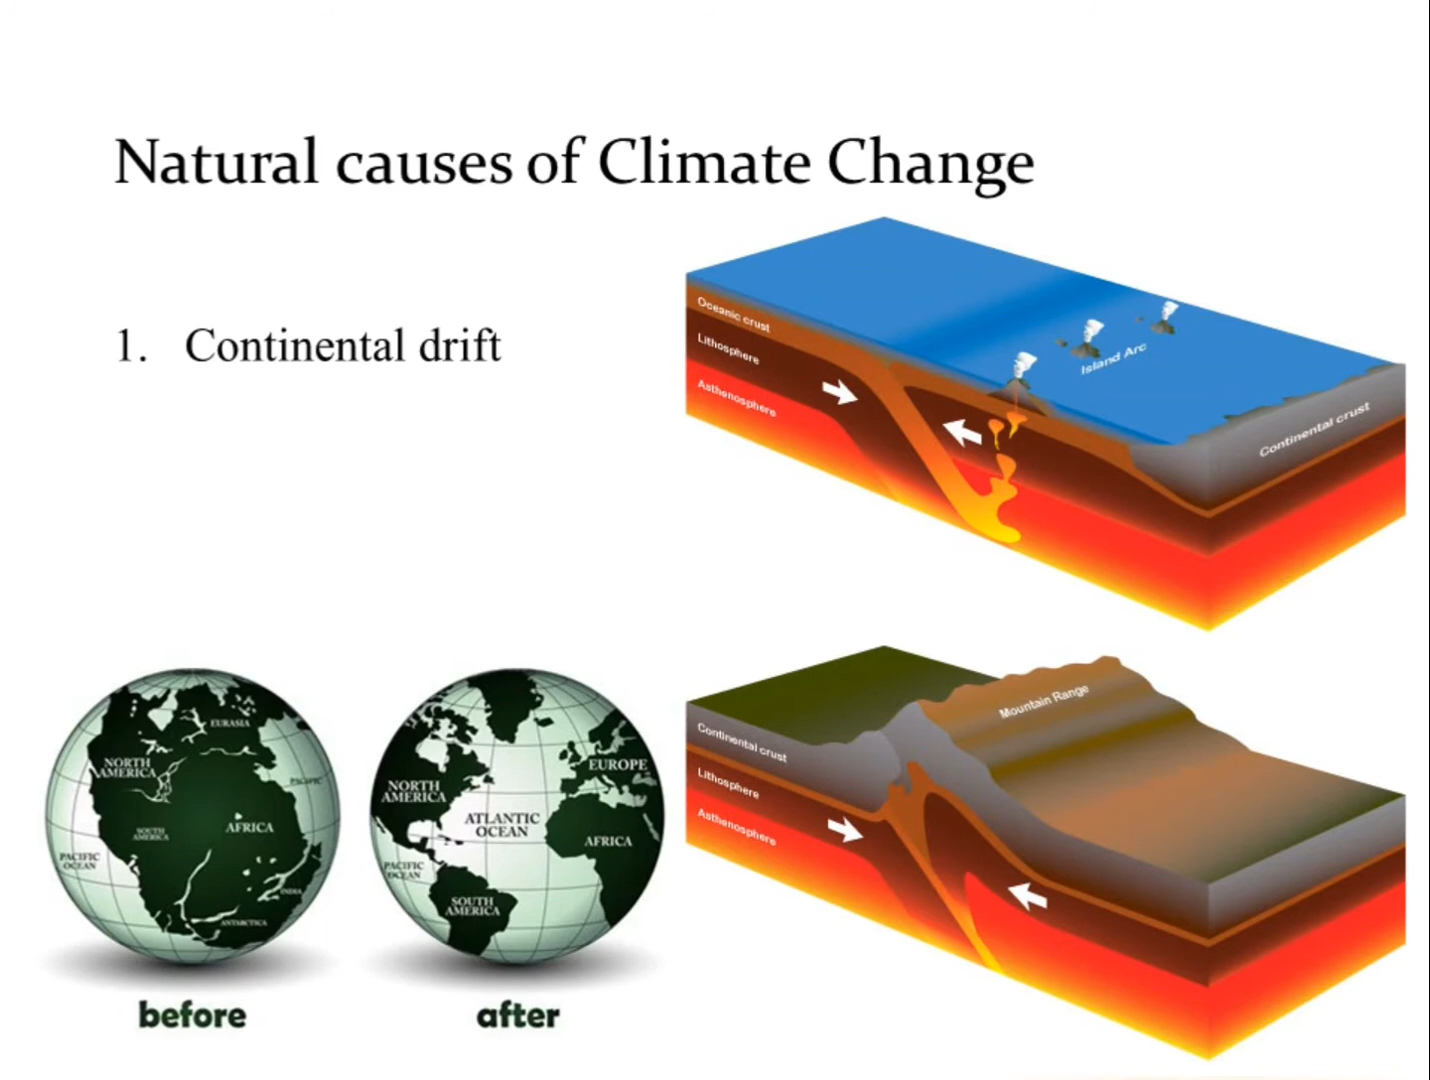 Natural causes of Climate Change
1. Continental drift
Oceanic crust
Lithosphere
Asthenosphere
Island Arc
Continental crust
Mountain Range
Continental crust
Lithosphere
Asthenosphere
EURASIA
NORTH
AMERICA
PACIFIC
SOUTH
AMERICA
AFRICA
PACIFIC
OCEAN
INDIA
ANTARCTICA
before
EUROPE
NORTH
AMERICA
ATLANTIC
OCEAN
AFRICA
PACIFIC
OCEAN
SOUTH
AMERICA
after